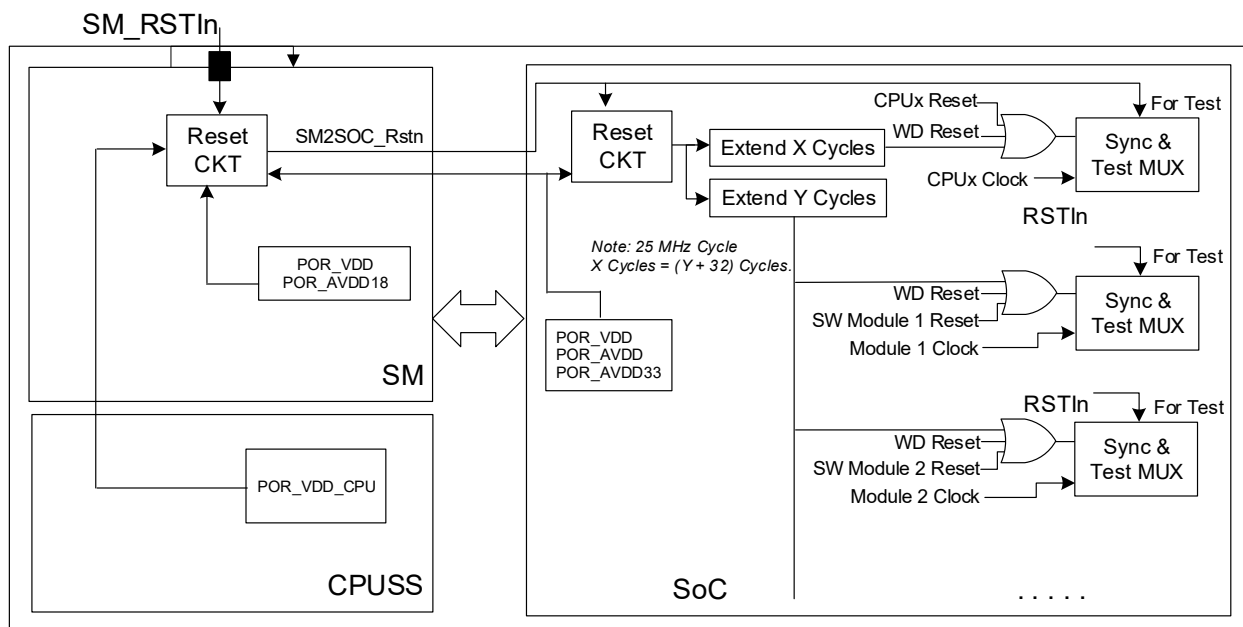 SM_RSTIn
Reset
CKT
SM2SOC_Rstn
POR_VDD
POR_AVDD18
SM
POR_VDD_CPU
CPUSS
Reset
CKT
Extend X Cycles
Extend Y Cycles
Note: 25 MHz Cycle
X Cycles = (Y + 32) Cycles.
POR_VDD
POR_AVDD
POR_AVDD33
CPUx Reset
WD Reset
CPUx Clock
For Test
Sync &
Test MUX
RSTIn
For Test
WD Reset
SW Module 1 Reset
Module 1 Clock
Sync &
Test MUX
RSTIn
For Test
WD Reset
SW Module 2 Reset
Module 2 Clock
Sync &
Test MUX
SoC
. . . . .